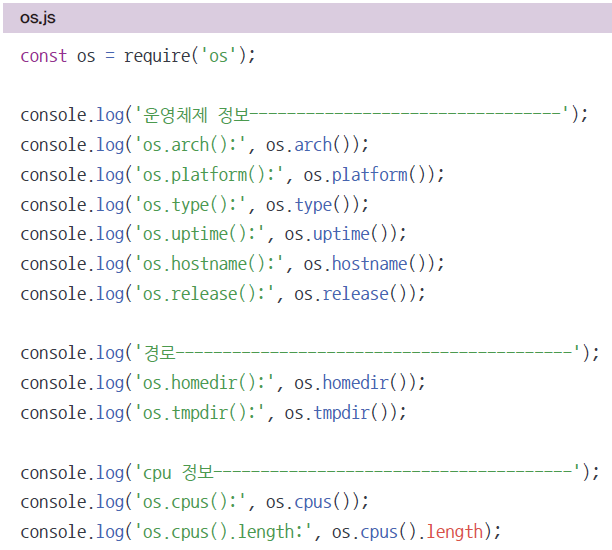 os.js
const os = require('os');
console.log('운영체제 정보---------------------------------');
console.log('os.arch():', os.arch());
console.log('os.platform():', os.platform());
console.log('os.type():', os.type());
console.log('os.uptime():', os.uptime());
console.log('os.hostname():', os.hostname());
console.log('os.release():', os.release());
console.log('경로------------------------------------------');
console.log('os.homedir():', os.homedir());
console.log('os.tmpdir():', os.tmpdir());
console.log('cpu 정보--------------------------------------');
console.log('os.cpus():', os.cpus());
console.log('os.cpus().length:', os.cpus().length);